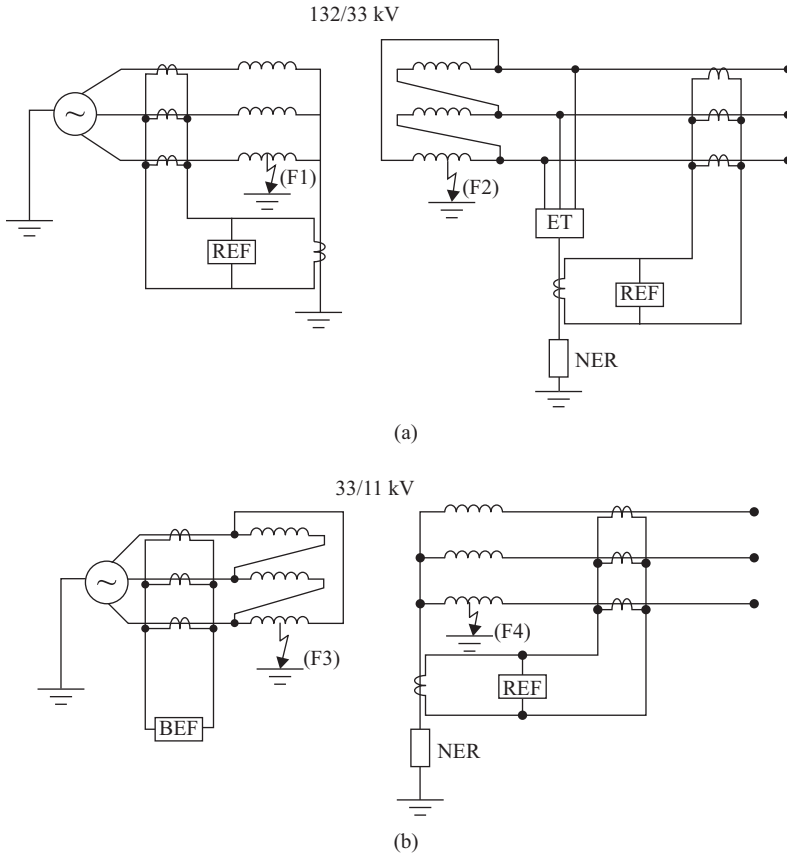 132/33 kV
~
(F1)
(F2)
ET
REF
REF
NER
(a)
33/11 kV
~
(F3)
(F4)
REF
BEF
NER
(b)